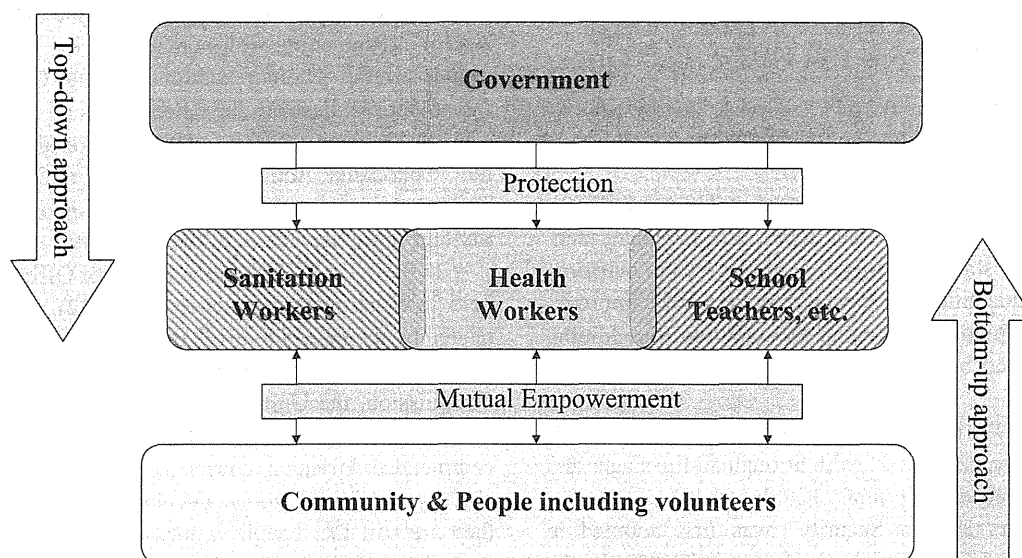 Top-down approach
Government
Protection
Sanitation
Workers
Health
Workers
School
Teachers, etc.
Mutual Empowerment
Bottom-up approach
Community & People including volunteers